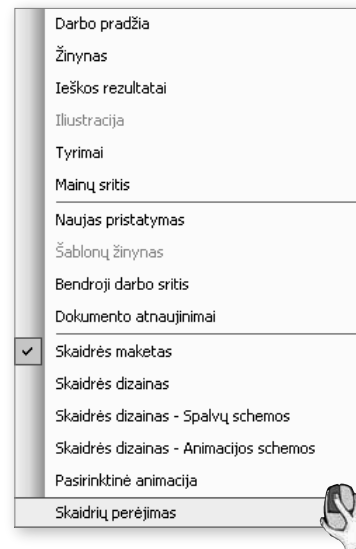 Darbo pradžia
Žinynas
Ieškos rezultatai
Iliustracija
Tyrimai
Mainų sritis
Naujas pristatymas
Šablonų žinynas
Bendroji darbo sritis
Dokumento atnaujinimai
Skaidrės maketas
Skaidrės dizainas
Skaidrės dizainas - Spalvų schemos
Skaidrės dizainas - Animacijos schemos
Pasirinktinė animacija
Skaidrių perėjimas